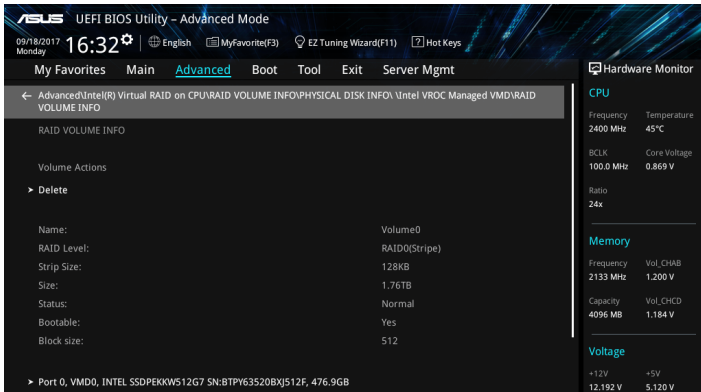 ASUS UEFI BIOS Utility – Advanced Mode
09/18/2017 Monday 16:32 English MyFavorite(F3) EZ Tuning Wizard(F11) ? Hot Keys
My Favorites Main Advanced Boot Tool Exit Server Mgmt
Advanced\Intel(R) Virtual RAID on CPU\RAID VOLUME INFO\PHYSICAL DISK INFO\ \Intel VROC Managed VMD\RAID
VOLUME INFO
RAID VOLUME INFO
Volume Actions
> Delete
Name: Volume0
RAID Level: RAID0(Stripe)
Strip Size: 128KB
Size: 1.76TB
Status: Normal
Bootable: Yes
Block size: 512
> Port 0, VMD0, INTEL SSDPEKKW512G7 SN:BTPY63520BXJ512F, 476.9GB
Hardware Monitor
CPU
Frequency Temperature
2400 MHz 45°C
BCLK Core Voltage
100.0 MHz 0.869 V
Ratio
24x
Memory
Frequency Vol_CHAB
2133 MHz 1.200 V
Capacity Vol_CHCD
4096 MB 1.184 V
Voltage
+12V +5V
12.192 V 5.120 V